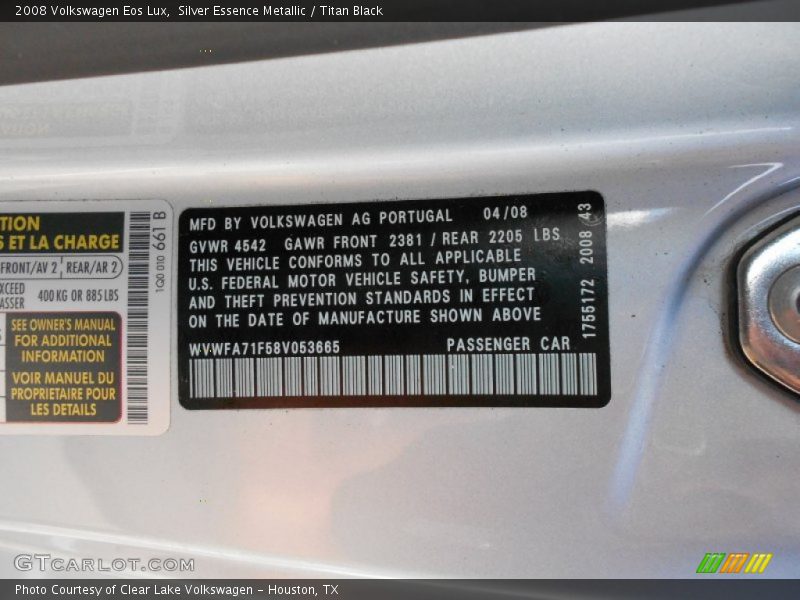 2008 Volkswagen Eos Lux,  Silver Essence Metallic / Titan Black
TION
S ET LA CHARGE
FRONT/AV 2 REAR/AR 2
XCEED
ASSER 400 KG OR 885 LBS
SEE OWNER'S MANUAL
FOR ADDITIONAL
INFORMATION
VOIR MANUEL DU
PROPRIETAIRE POUR
LES DETAILS
1Q0 010 661 B
MFD BY VOLKSWAGEN AG PORTUGAL 04/08
GVWR 4542 GAWR FRONT 2381 / REAR 2205 LBS
THIS VEHICLE CONFORMS TO ALL APPLICABLE
U.S. FEDERAL MOTOR VEHICLE SAFETY, BUMPER
AND THEFT PREVENTION STANDARDS IN EFFECT
ON THE DATE OF MANUFACTURE SHOWN ABOVE
WVWFA71F58V053665 PASSENGER CAR
1755172 2008 43
GTCARLOT.COM
Photo Courtesy of Clear Lake Volkswagen - Houston, TX